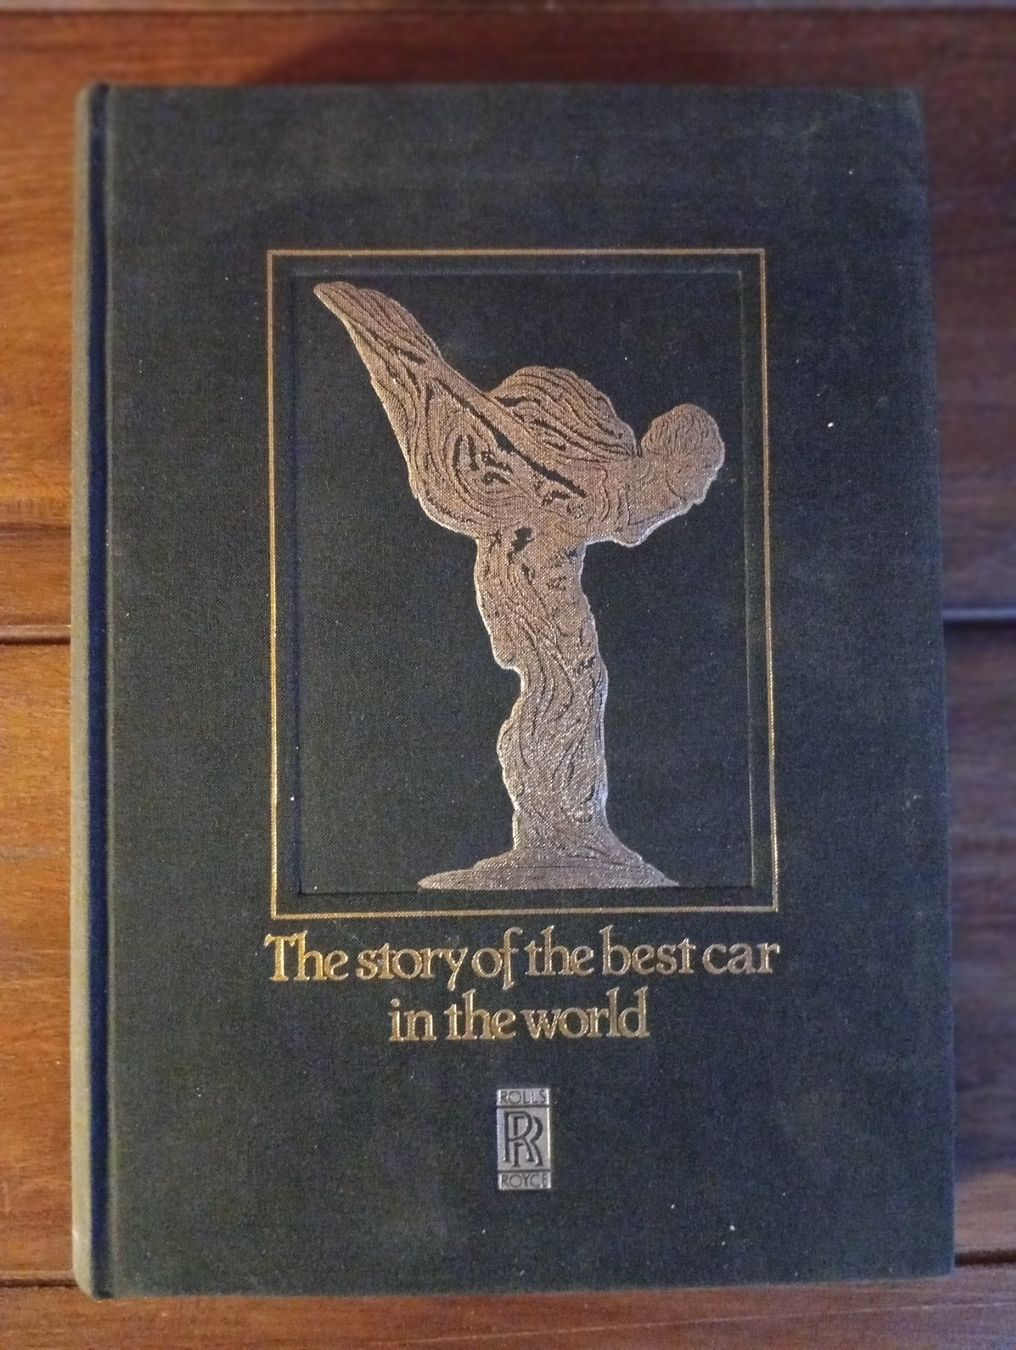 The story of the best car
in the world
ROLLS
RR
ROYCE